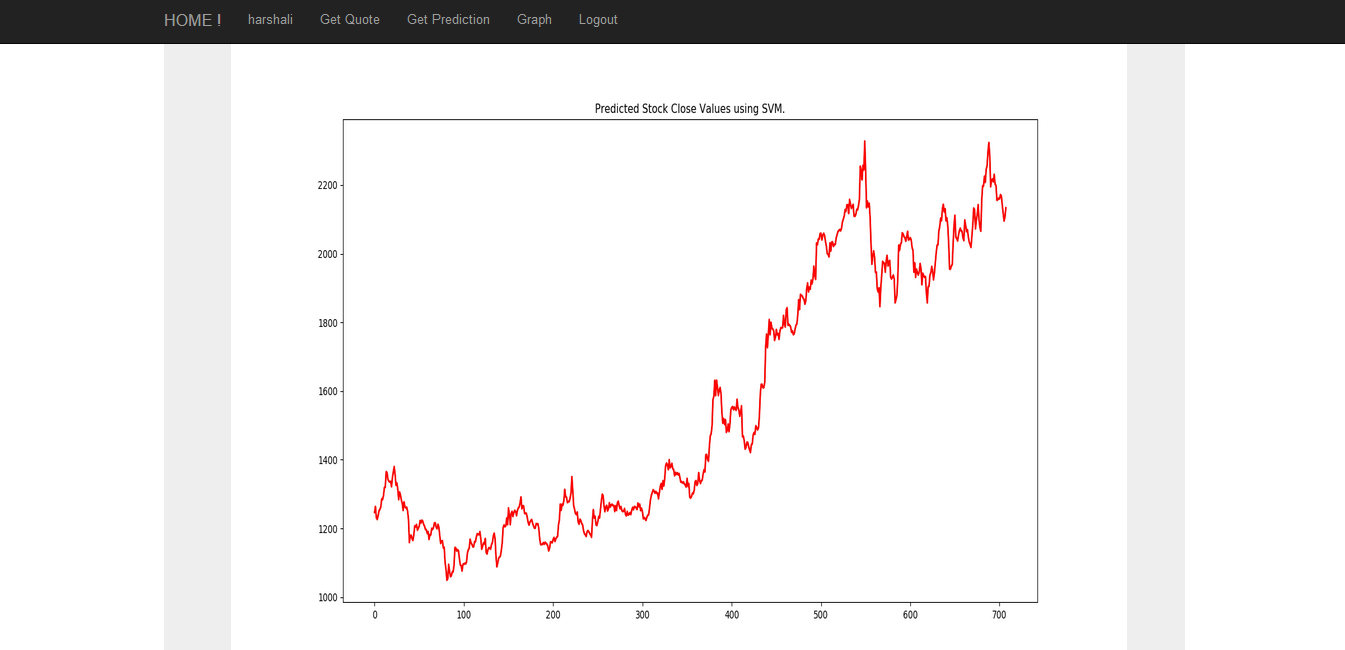 HOME ! harshali Get Quote Get Prediction Graph Logout
Predicted Stock Close Values using SVM.
2200
2000
1800
1600
1400
1200
1000
0 100 200 300 400 500 600 700